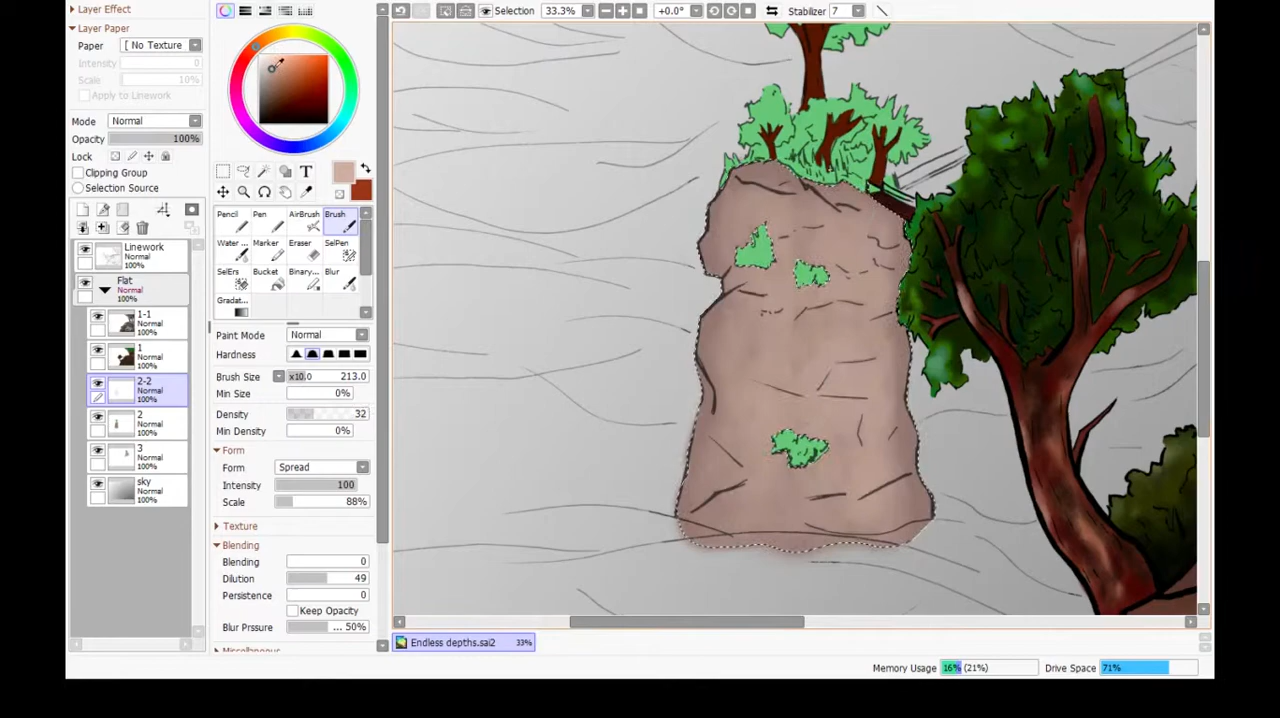 Layer Effect
Layer Paper
Paper [ No Texture
Intensity 0
Scale 10%
Apply to Linework
Mode Normal
Opacity 100%
Lock
Clipping Group
Selection Source
Linework
Normal
100%
Flat
Normal
100%
1-1
Normal
100%
1
Normal
100%
2-2
Normal
100%
2
Normal
100%
3
Normal
100%
sky
Normal
100%
T
Pencil Pen AirBrush Brush
Water ... Marker Eraser SelPen
SelErs Bucket Binary... Blur
Gradat...
Paint Mode Normal
Hardness
Brush Size x10.0 213.0
Min Size 0%
Density 32
Min Density 0%
Form
Form Spread
Intensity 100
Scale 88%
Texture
Blending
Blending 0
Dilution 49
Persistence 0
Keep Opacity
Blur Prssure ... 50%
Miscellaneous
Selection 33.3% +0.0° Stabilizer 7
Endless depths.sai2 33%
Memory Usage 16% (21%) Drive Space 71%